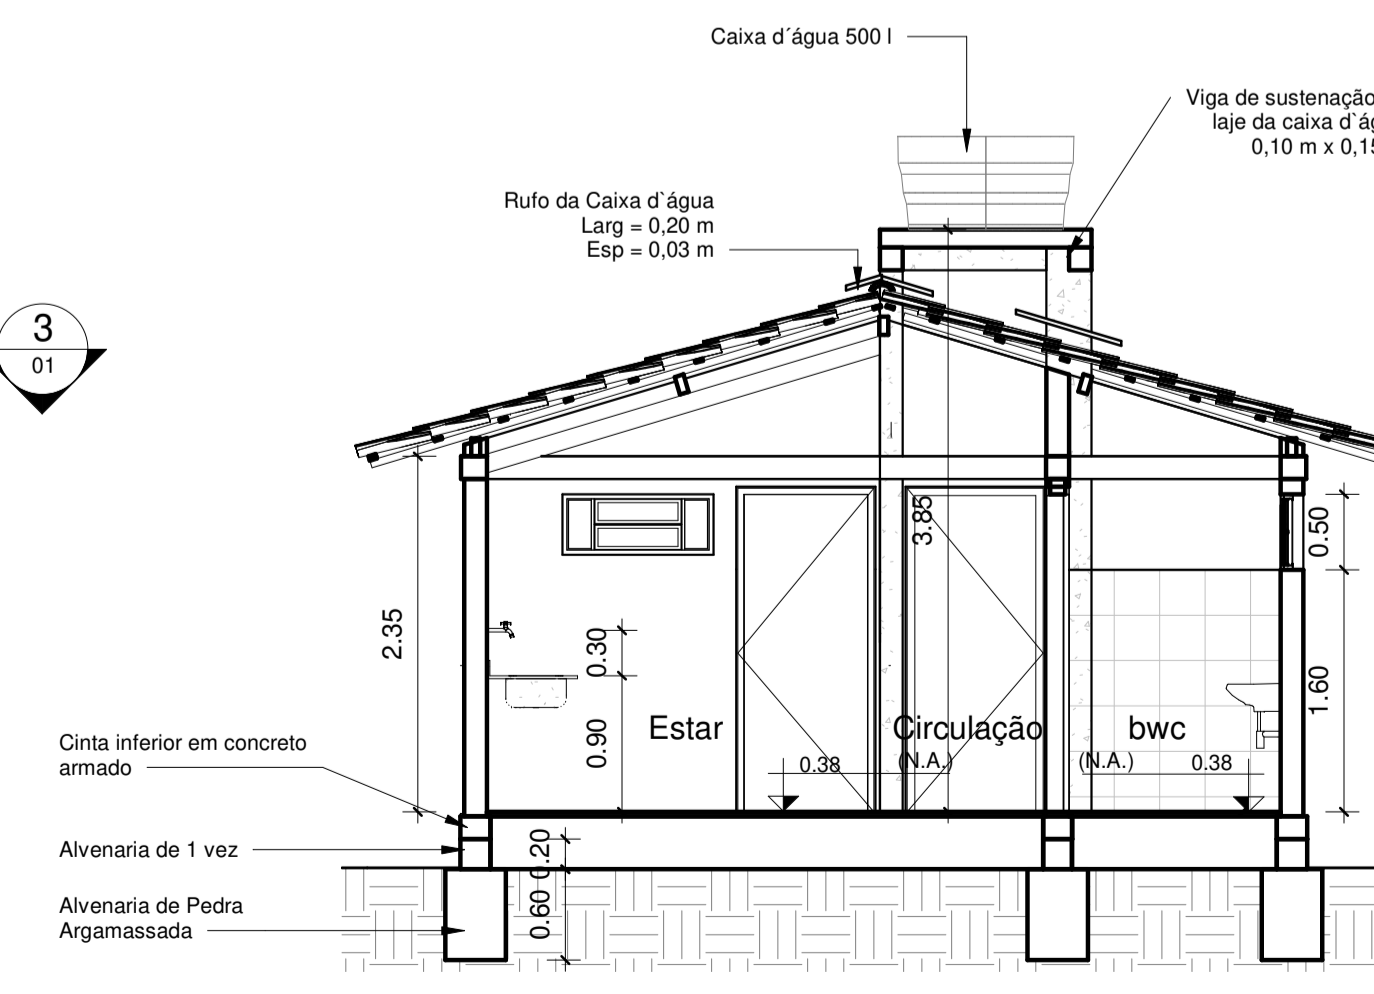 Caixa d´água 500 l
Viga de sustenação
laje da caixa d`ág
0,10 m x 0,15
Rufo da Caixa d`água
Larg = 0,20 m
Esp = 0,03 m
3
01
3.85
0.50
2.35
0.30
1.60
0.90
Estar
Circulação
bwc
0.38
(N.A.)
(N.A.)
0.38
Cinta inferior em concreto
armado
Alvenaria de 1 vez
0.20
0.60
Alvenaria de Pedra
Argamassada